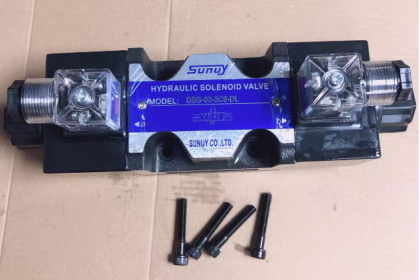 Sunuy
HYDRAULIC SOLENOID VALVE
MODEL: DSG-03-3C6-DL
a
b
SUNUY CO.,LTD.